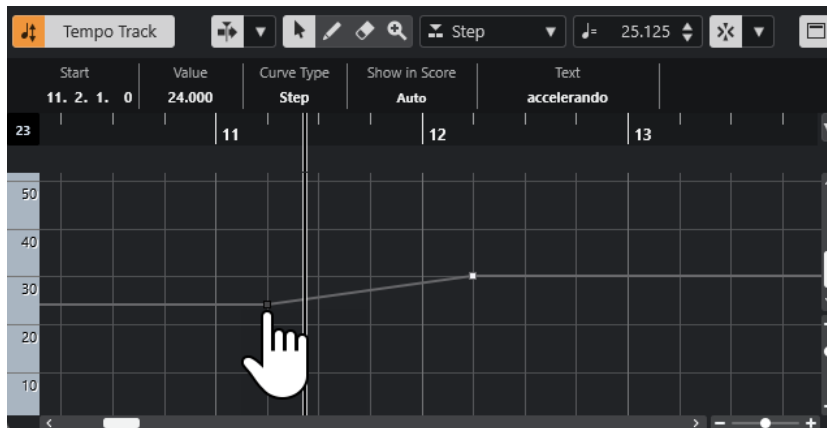 Tempo Track
Step
25.125
Start Value Curve Type Show in Score Text
11. 2. 1. 0 24.000 Step Auto accelerando
23 11 12 13
50
40
30
20
10